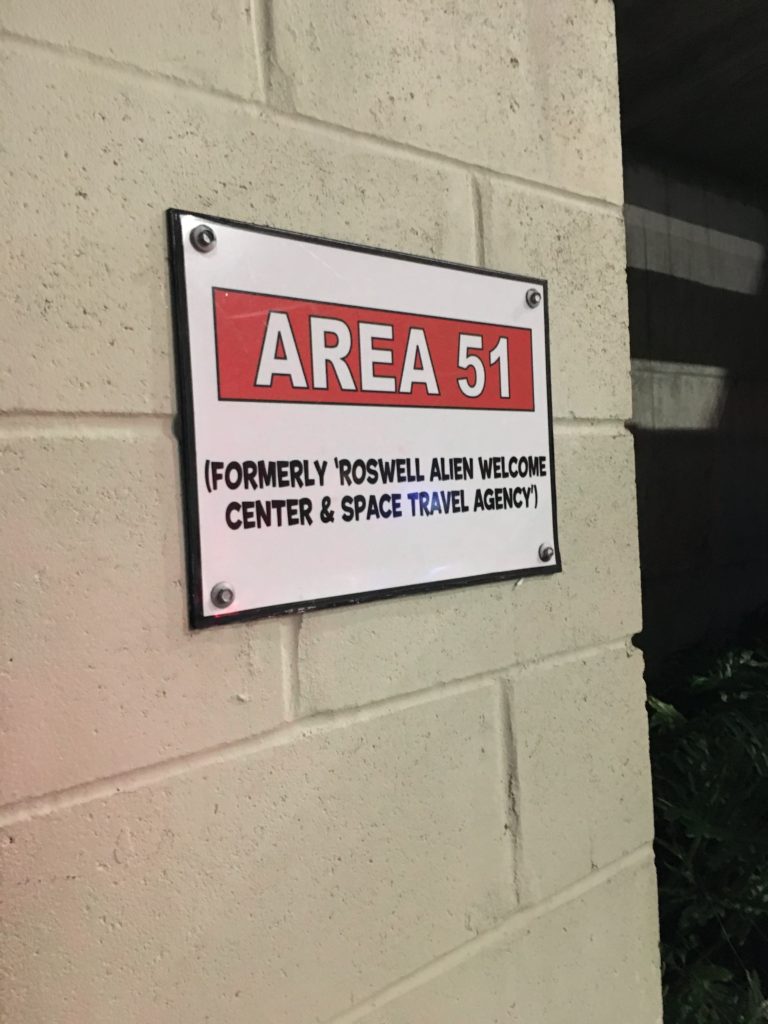 AREA 51
(FORMERLY 'ROSWELL ALIEN WELCOME
CENTER & SPACE TRAVEL AGENCY')